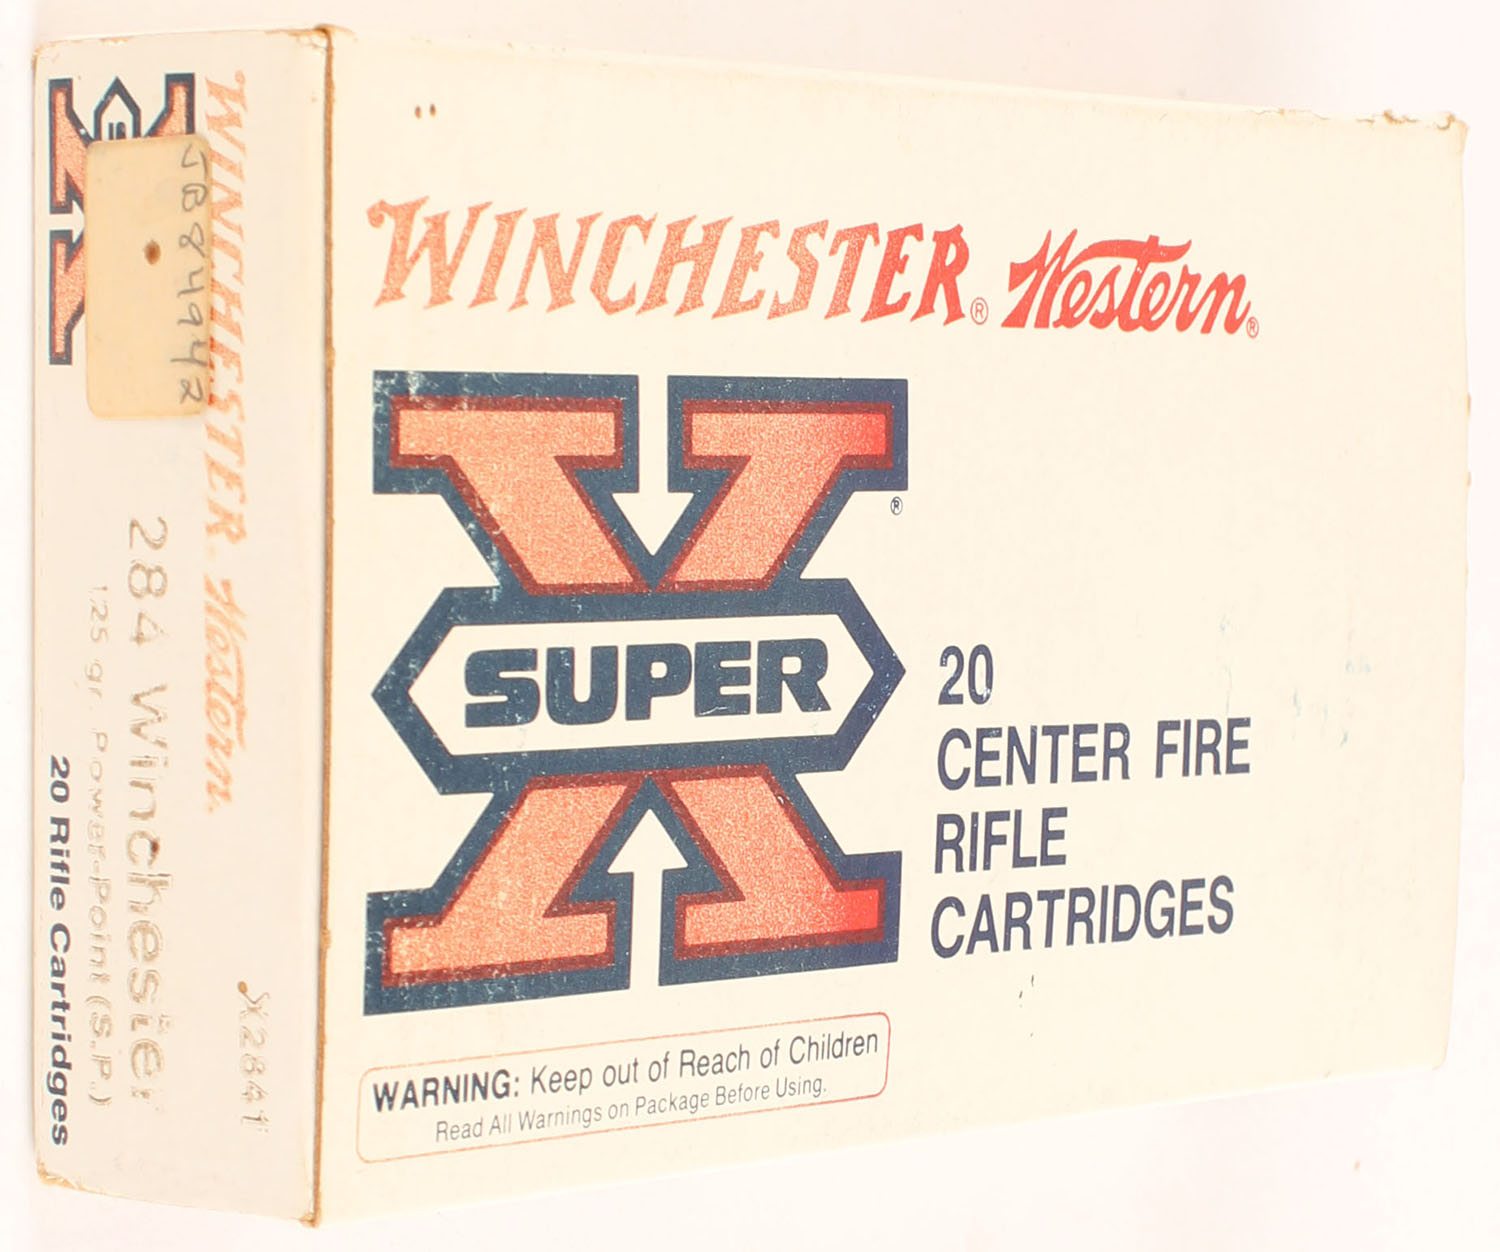 WINCHESTER® Western®
®
SUPER
20
CENTER FIRE
RIFLE
CARTRIDGES
WARNING: Keep out of Reach of Children
Read All Warnings on Package Before Using.
WINCHESTER Western
X2841
JB84942
284 Winchester
125 gr. Power-Point (S.P.)
20 Rifle Cartridges